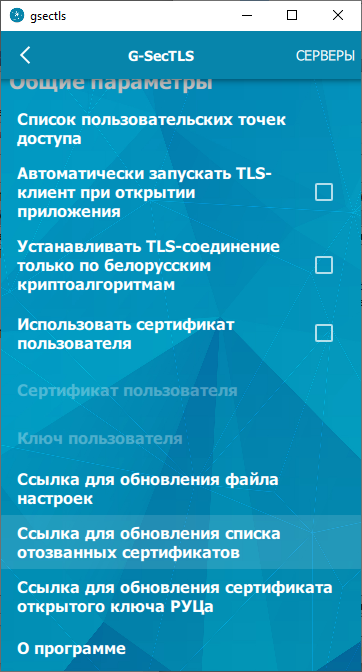 gsectls
G-SecTLS
СЕРВЕРЫ
Общие параметры
Список пользовательских точек
доступа
Автоматически запускать TLS-
клиент при открытии
приложения
Устанавливать TLS-соединение
только по белорусским
криптоалгоритмам
Использовать сертификат
пользователя
Сертификат пользователя
Ключ пользователя
Ссылка для обновления файла
настроек
Ссылка для обновления списка
отозванных сертификатов
Ссылка для обновления сертификата
открытого ключа РУЦа
О программе